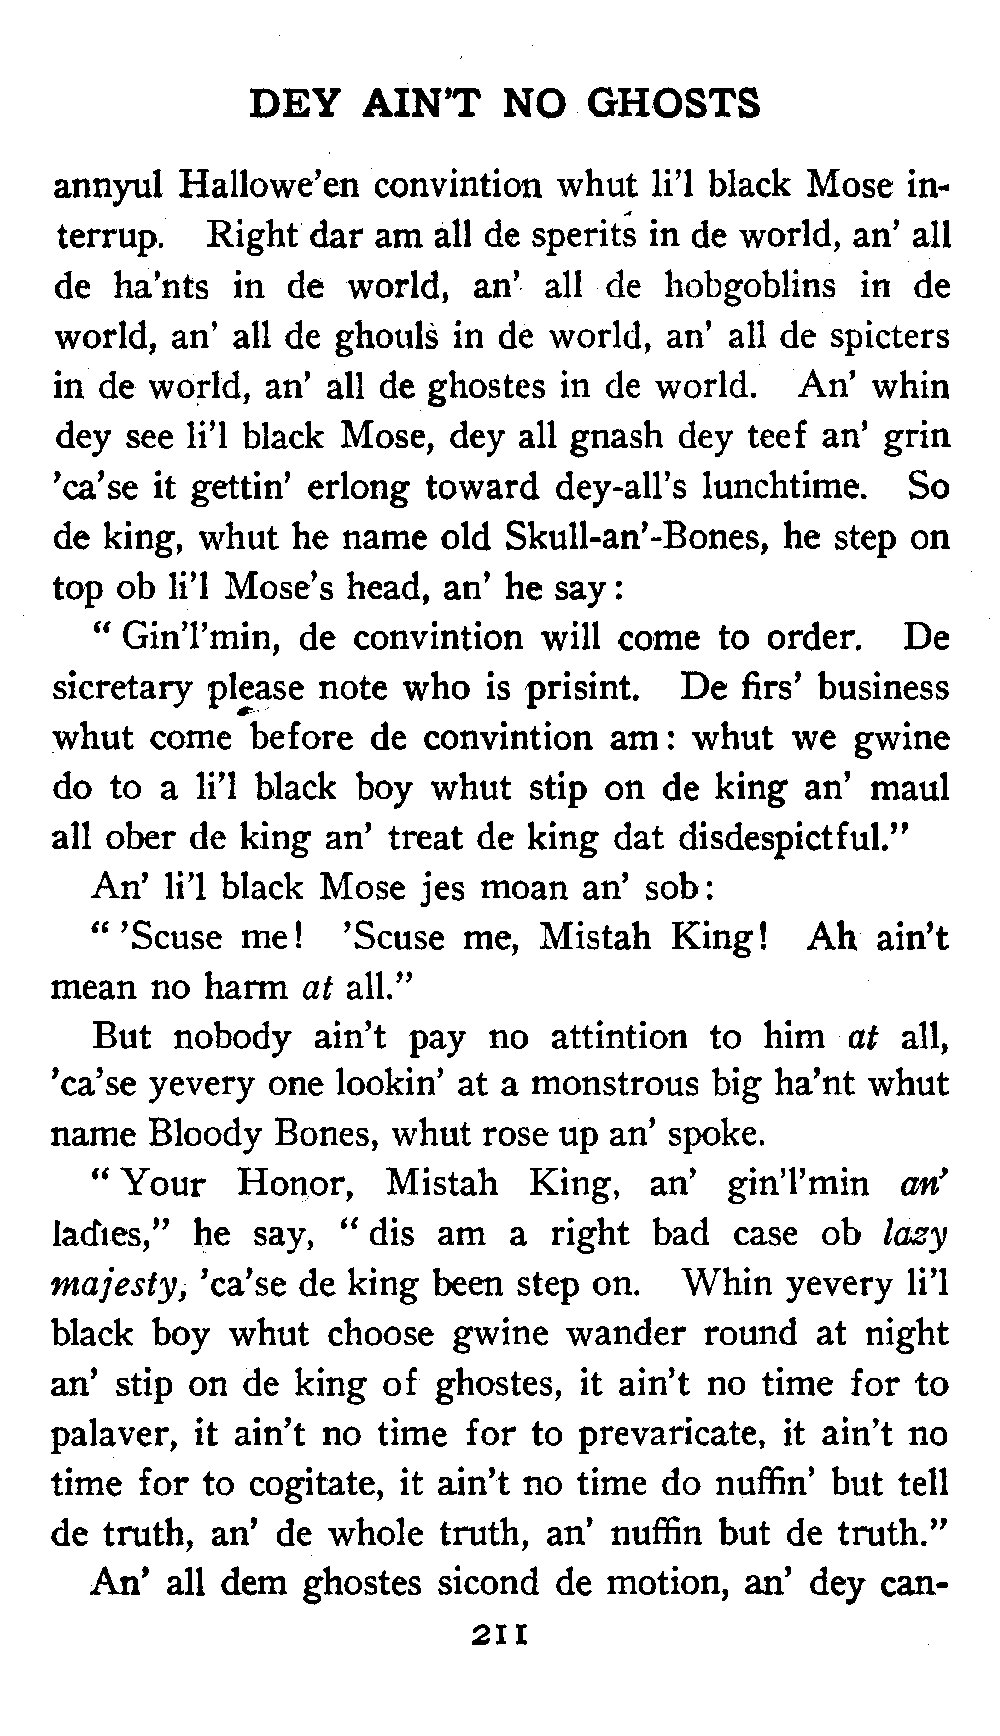 DEY AIN'T NO GHOSTS
annyul Hallowe'en convintion whut li'l black Mose in-
terrup. Right dar am all de sperits in de world, an' all
de ha'nts in de world, an' all de hobgoblins in de
world, an' all de ghouls in de world, an' all de spicters
in de world, an' all de ghostes in de world. An' whin
dey see li'l black Mose, dey all gnash dey teef an' grin
'ca'se it gettin' erlong toward dey-all's lunchtime. So
de king, whut he name old Skull-an'-Bones, he step on
top ob li'l Mose's head, an' he say:
"Gin'l'min, de convintion will come to order. De
sicretary please note who is prisint. De firs' business
whut come before de convintion am: whut we gwine
do to a li'l black boy whut stip on de king an' maul
all ober de king an' treat de king dat disdespictful."
An' li'l black Mose jes moan an' sob:
"'Scuse me! 'Scuse me, Mistah King! Ah ain't
mean no harm at all."
But nobody ain't pay no attintion to him at all,
'ca'se yevery one lookin' at a monstrous big ha'nt whut
name Bloody Bones, whut rose up an' spoke.
"Your Honor, Mistah King, an' gin'l'min an'
ladies," he say, "dis am a right bad case ob lazy
majesty, 'ca'se de king been step on. Whin yevery li'l
black boy whut choose gwine wander round at night
an' stip on de king of ghostes, it ain't no time for to
palaver, it ain't no time for to prevaricate, it ain't no
time for to cogitate, it ain't no time do nuffin' but tell
de truth, an' de whole truth, an' nuffin but de truth."
An' all dem ghostes sicond de motion, an' dey can-
211